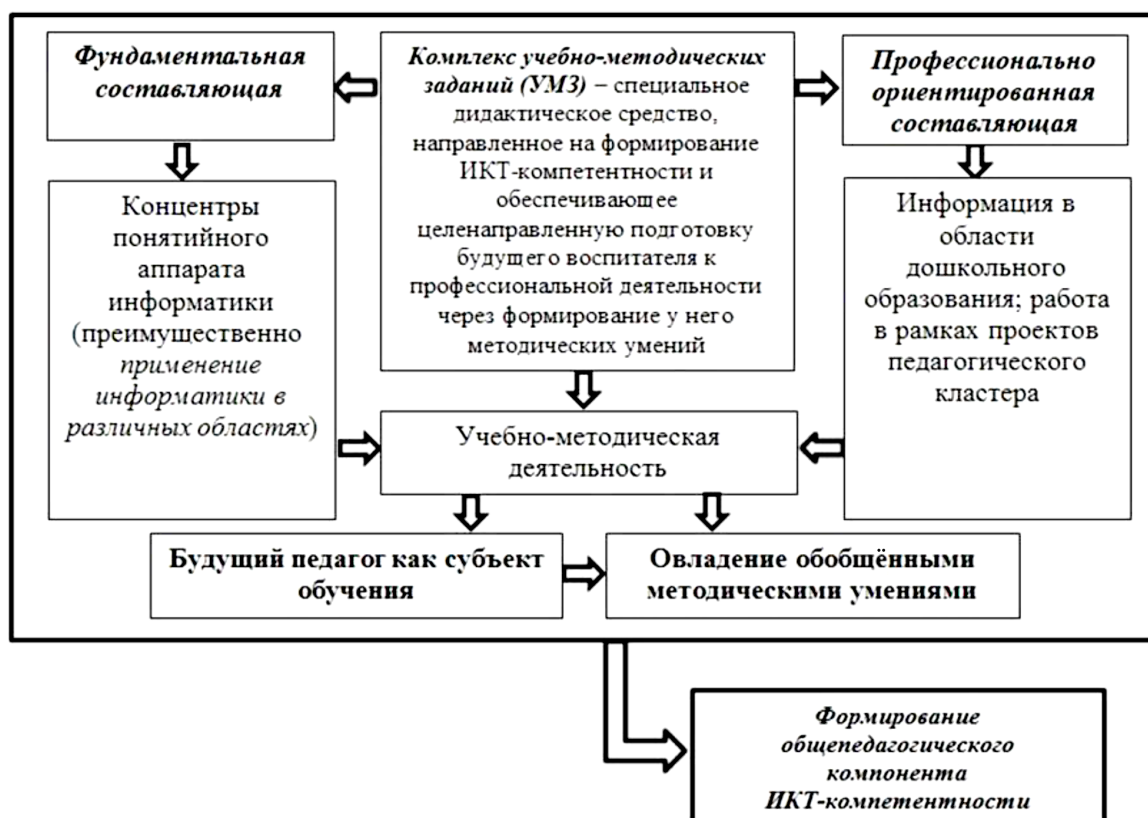 Фундаментальная
составляющая
Комплекс учебно-методических
заданий (УМЗ) – специальное
дидактическое средство,
направленное на формирование
ИКТ-компетентности и
обеспечивающее
целенаправленную подготовку
будущего воспитателя к
профессиональной деятельности
через формирование у него
методических умений
Профессионально
ориентированная
составляющая
Концентры
понятийного
аппарата
информатики
(преимущественно
применение
информатики в
различных областях)
Информация в
области
дошкольного
образования; работа
в рамках проектов
педагогического
кластера
Учебно-методическая
деятельность
Будущий педагог как субъект
обучения
Овладение обобщёнными
методическими умениями
Формирование
общепедагогического
компонента
ИКТ-компетентности